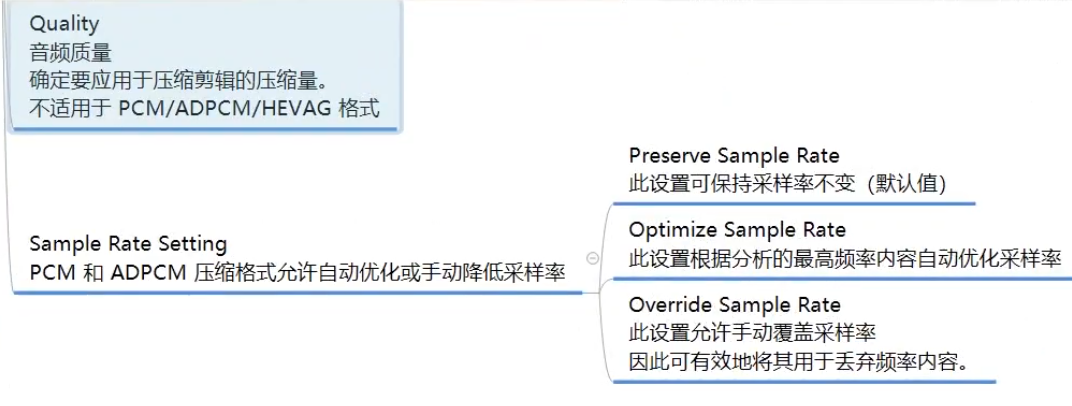 Quality
音频质量
确定要应用于压缩剪辑的压缩量。
不适用于 PCM/ADPCM/HEVAG 格式
Sample Rate Setting
PCM 和 ADPCM 压缩格式允许自动优化或手动降低采样率
Preserve Sample Rate
此设置可保持采样率不变（默认值）
Optimize Sample Rate
此设置根据分析的最高频率内容自动优化采样率
Override Sample Rate
此设置允许手动覆盖采样率
因此可有效地将其用于丢弃频率内容。